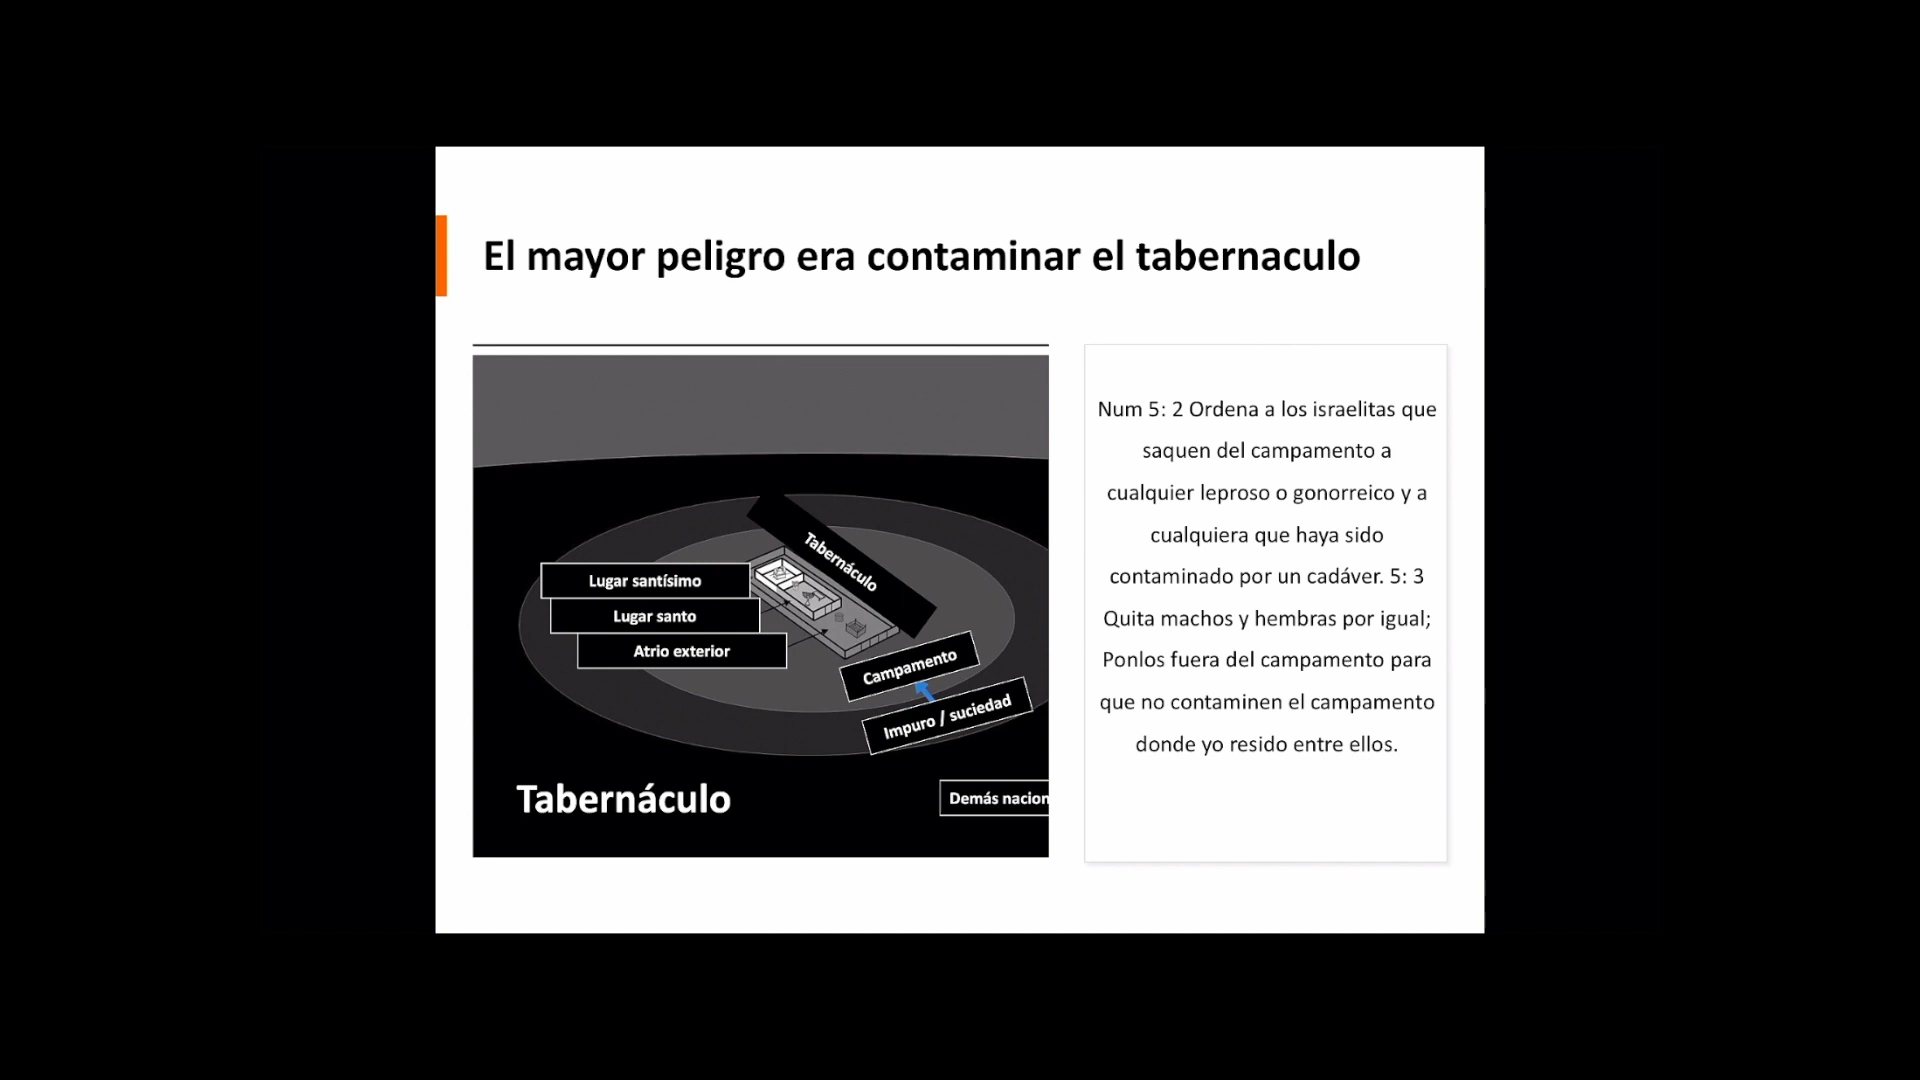 El mayor peligro era contaminar el tabernaculo
Tabernáculo
Lugar santísimo
Lugar santo
Atrio exterior
Campamento
Impuro / suciedad
Tabernáculo
Demás nacion
Num 5: 2 Ordena a los israelitas que
saquen del campamento a
cualquier leproso o gonorreico y a
cualquiera que haya sido
contaminado por un cadáver. 5: 3
Quita machos y hembras por igual;
Ponlos fuera del campamento para
que no contaminen el campamento
donde yo resido entre ellos.